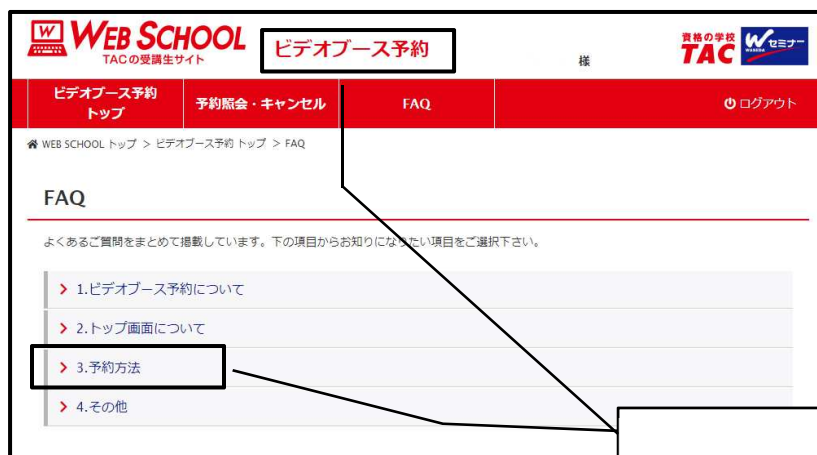 WEB SCHOOL
TACの受講生サイト
ビデオブース予約
様
資格の学校
TAC
Wセミナー
WASEDA
ビデオブース予約
トップ
予約照会・キャンセル
FAQ
ログアウト
WEB SCHOOL トップ > ビデオブース予約 トップ > FAQ
FAQ
よくあるご質問をまとめて掲載しています。下の項目からお知りになりたい項目をご選択下さい。
1.ビデオブース予約について
2.トップ画面について
3.予約方法
4.その他